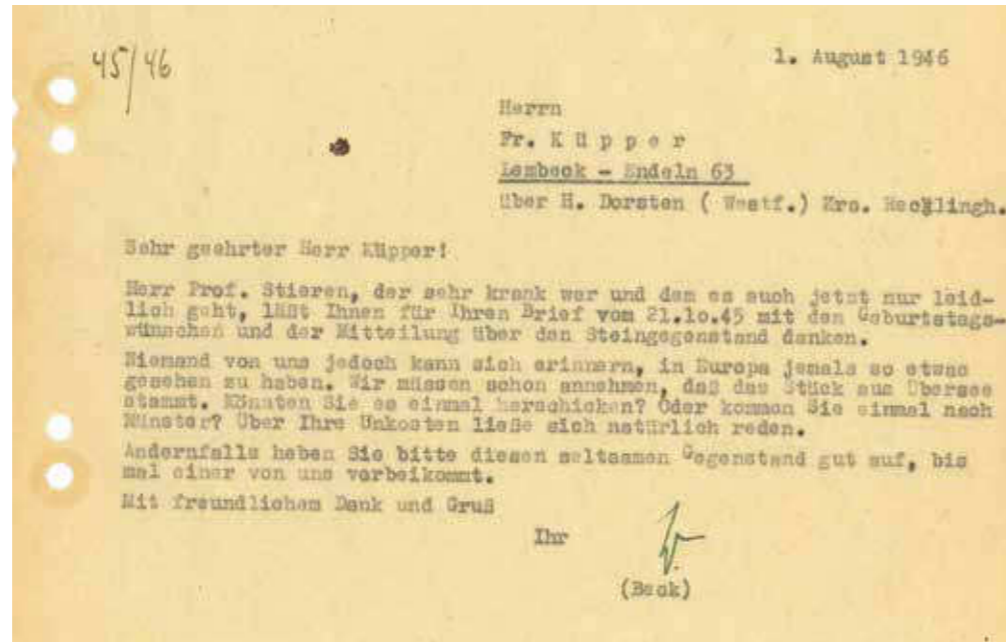 45/46
1. August 1946
Herrn
Fr. K ü p p e r
Lembeck - Endeln 63
über H. Dorsten ( Westf.) Krs. Recklingh.
Sehr geehrter Herr Küpper!
Herr Prof. Stieren, der sehr krank war und dem es auch jetzt nur leid-
lich geht, läßt Ihnen für Ihren Brief vom 21.10.45 mit den Geburtstags-
wünschen und der Mitteilung über den Steingegenstand danken.
Niemand von uns jedoch kann sich erinnern, in Europa jemals so etwas
gesehen zu haben. Wir müssen schon annehmen, daß das Stück aus Übersee
stammt. Könnten Sie es einmal herschicken? Oder kommen Sie einmal nach
Münster? Über Ihre Unkosten ließe sich natürlich reden.
Andernfalls heben Sie bitte diesen seltsamen Gegenstand gut auf, bis
mal einer von uns vorbeikommt.
Mit freundlichem Dank und Gruß
Ihr
(Beck)